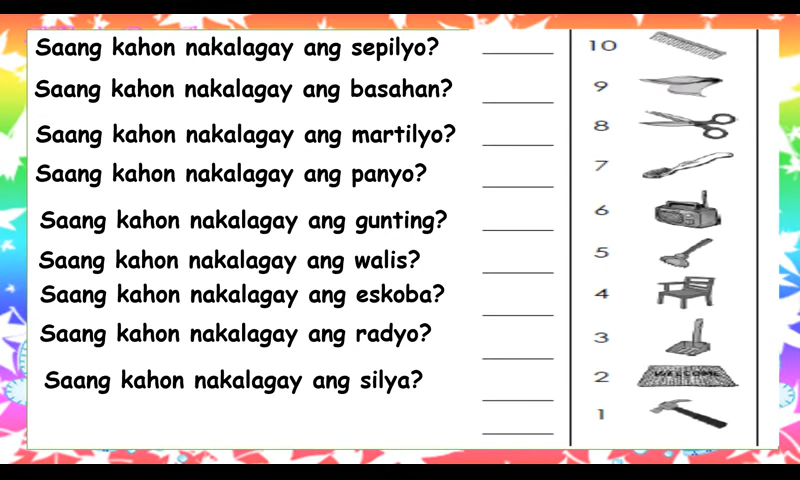 Saang kahon nakalagay ang sepilyo?
Saang kahon nakalagay ang basahan?
Saang kahon nakalagay ang martilyo?
Saang kahon nakalagay ang panyo?
Saang kahon nakalagay ang gunting?
Saang kahon nakalagay ang walis?
Saang kahon nakalagay ang eskoba?
Saang kahon nakalagay ang radyo?
Saang kahon nakalagay ang silya?
10
9
8
7
6
5
4
3
2
WELCOME
1